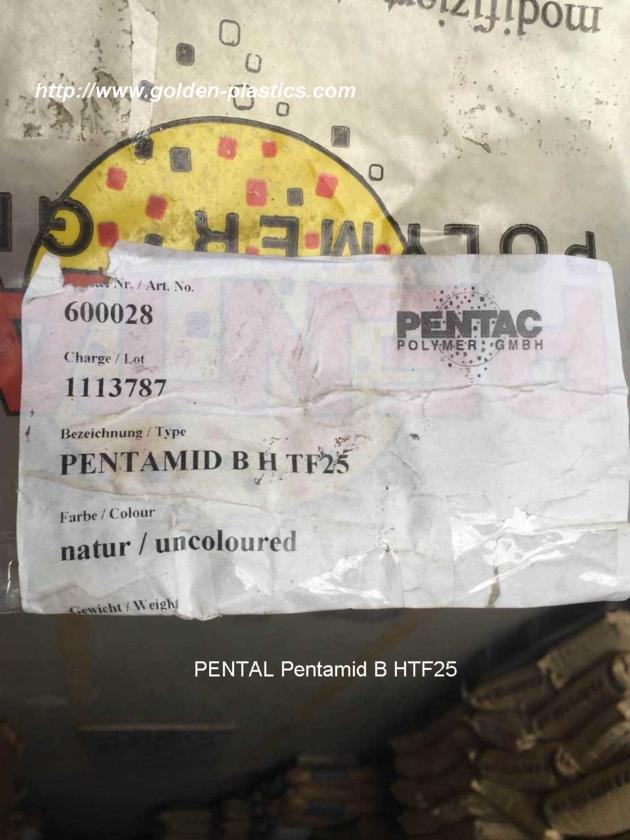 modifiziert
http://www.golden-plastics.com
POLYMER GMBH
Nr. / Art. No.
600028
PENTAC
POLYMER GMBH
Charge / Lot
1113787
Bezeichnung / Type
PENTAMID B H TF25
Farbe / Colour
natur / uncoloured
Gewicht / Weight
PENTAL Pentamid B HTF25